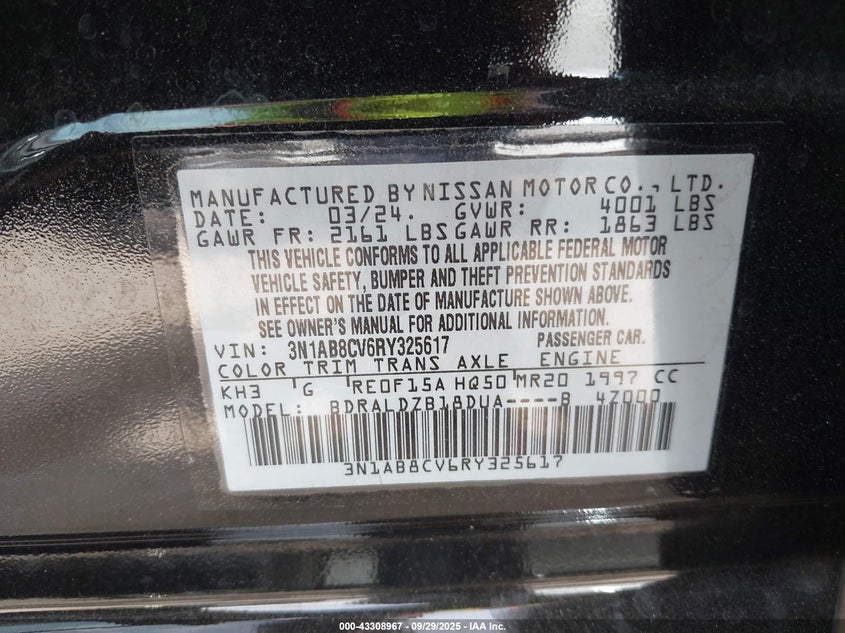 MANUFACTURED BY NISSAN MOTOR CO., LTD.
DATE: 03/24. GVWR: 4001 LBS
GAWR FR: 2161 LBS GAWR RR: 1863 LBS
THIS VEHICLE CONFORMS TO ALL APPLICABLE FEDERAL MOTOR
VEHICLE SAFETY, BUMPER AND THEFT PREVENTION STANDARDS
IN EFFECT ON THE DATE OF MANUFACTURE SHOWN ABOVE.
SEE OWNER'S MANUAL FOR ADDITIONAL INFORMATION.
VIN: 3N1AB8CV6RY325617 PASSENGER CAR.
COLOR TRIM TRANS AXLE ENGINE
KH3 G RE0F15A HQ50 MR20 1997 CC
MODEL: BDRALDZB18DUA----B 4Z000
3N1AB8CV6RY325617
000-43308967 | 09/29/2025 - IAA Inc.